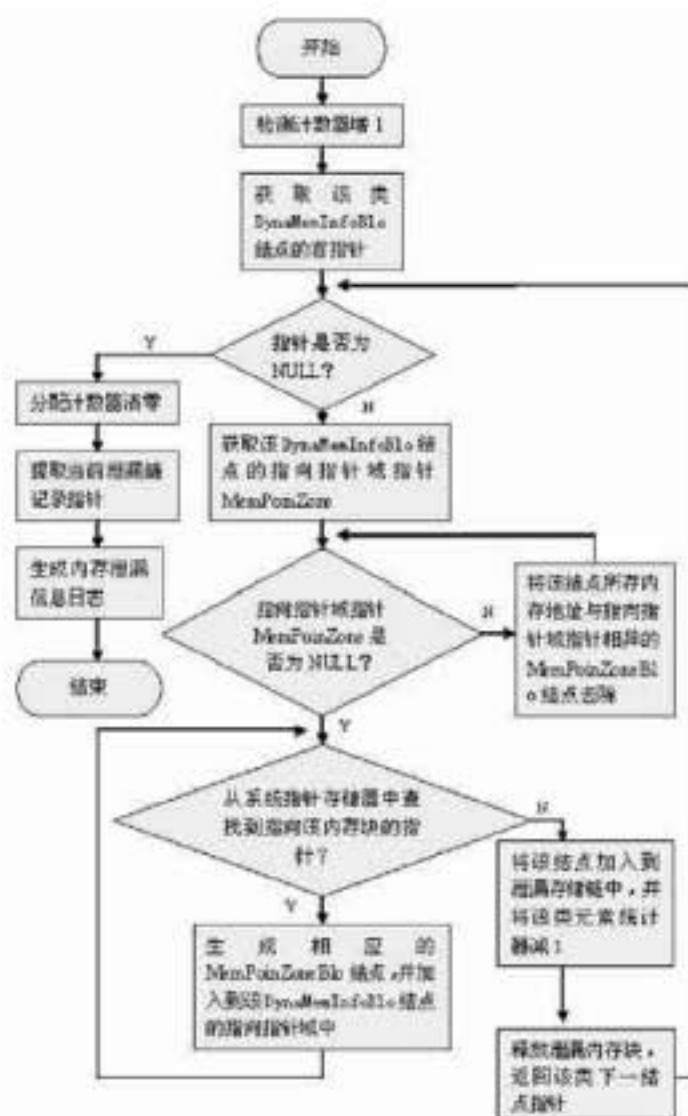 开始
检测计数器增1
获取该类
DynaMemInfoBlo
结点的首指针
指针是否为
NULL?
Y
N
分配计数器清零
提取当前泄漏链
记录指针
生成内存泄漏
信息日志
结束
获取该DynaMemInfoBlo结
点的指向指针域指针
MemPoinZone
指向指针域指针
MemPoinZone是
否为NULL?
N
将该结点所存内
存地址与指向指
针域指针相异的
MemPoinZoneBl
o结点去除
Y
从系统指针存储置中查
找到指向该内存块的指
针?
N
将该结点加入到
泄漏存储链中,并
将该类元素统计
器减1
Y
生成相应的
MemPoinZoneBlo结点,并加
入到该DynaMemInfoBlo结点
的指向指针域中
释放泄漏内存块,
返回该类下一结
点指针